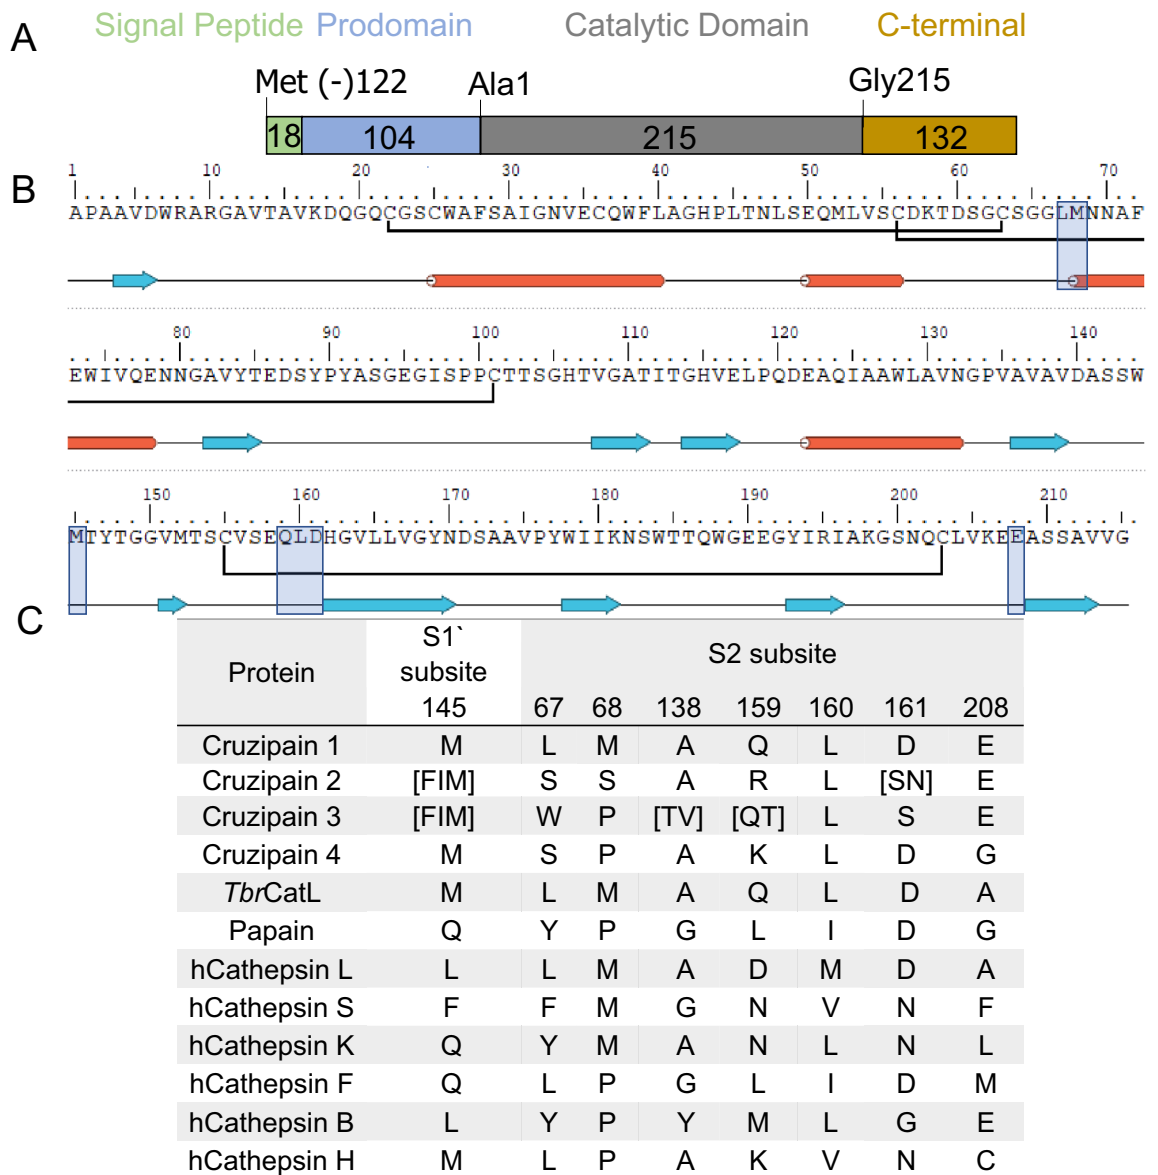 A
Signal Peptide Prodomain Catalytic Domain C-terminal
Met (-)122 Ala1 Gly215
18 104 215 132
B
1 10 20 30 40 50 60 70
APAAVDWRARGAVTAVKDQGQCGSCWAFSAIGNVECQWFLAGHPLTNLSEQMLVSCDKTDSGCSGGLMNNAF
80 90 100 110 120 130 140
EWIVQENNGAVYTEDSYPYASGEGISPPCTTSGHTVGATITGHVELPQDEAQIAAWLAVNGPVAVAVDASSW
150 160 170 180 190 200 210
MTYTGGVMTSCVSEQLDHGVLLVGYNDSAAVPYWIIKNSWTTQWGEEGYIRIAKGSNQCLVKEEASSAVVG
C
Protein S1` subsite S2 subsite
145 67 68 138 159 160 161 208
Cruzipain 1 M L M A Q L D E
Cruzipain 2 [FIM] S S A R L [SN] E
Cruzipain 3 [FIM] W P [TV] [QT] L S E
Cruzipain 4 M S P A K L D G
TbrCatL M L M A Q L D A
Papain Q Y P G L I D G
hCathepsin L L L M A D M D A
hCathepsin S F F M G N V N F
hCathepsin K Q Y M A N L N L
hCathepsin F Q L P G L I D M
hCathepsin B L Y P Y M L G E
hCathepsin H M L P A K V N C